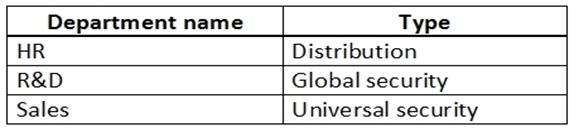 Department name Type
HR Distribution
R&D Global security
Sales Universal security